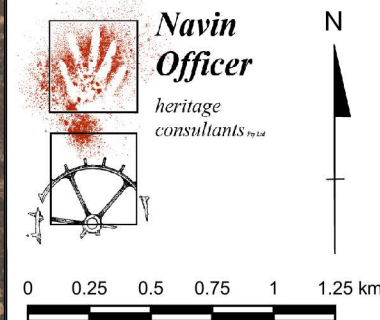 Navin
Officer
heritage
consultants Pty Ltd
N
0 0.25 0.5 0.75 1 1.25 km